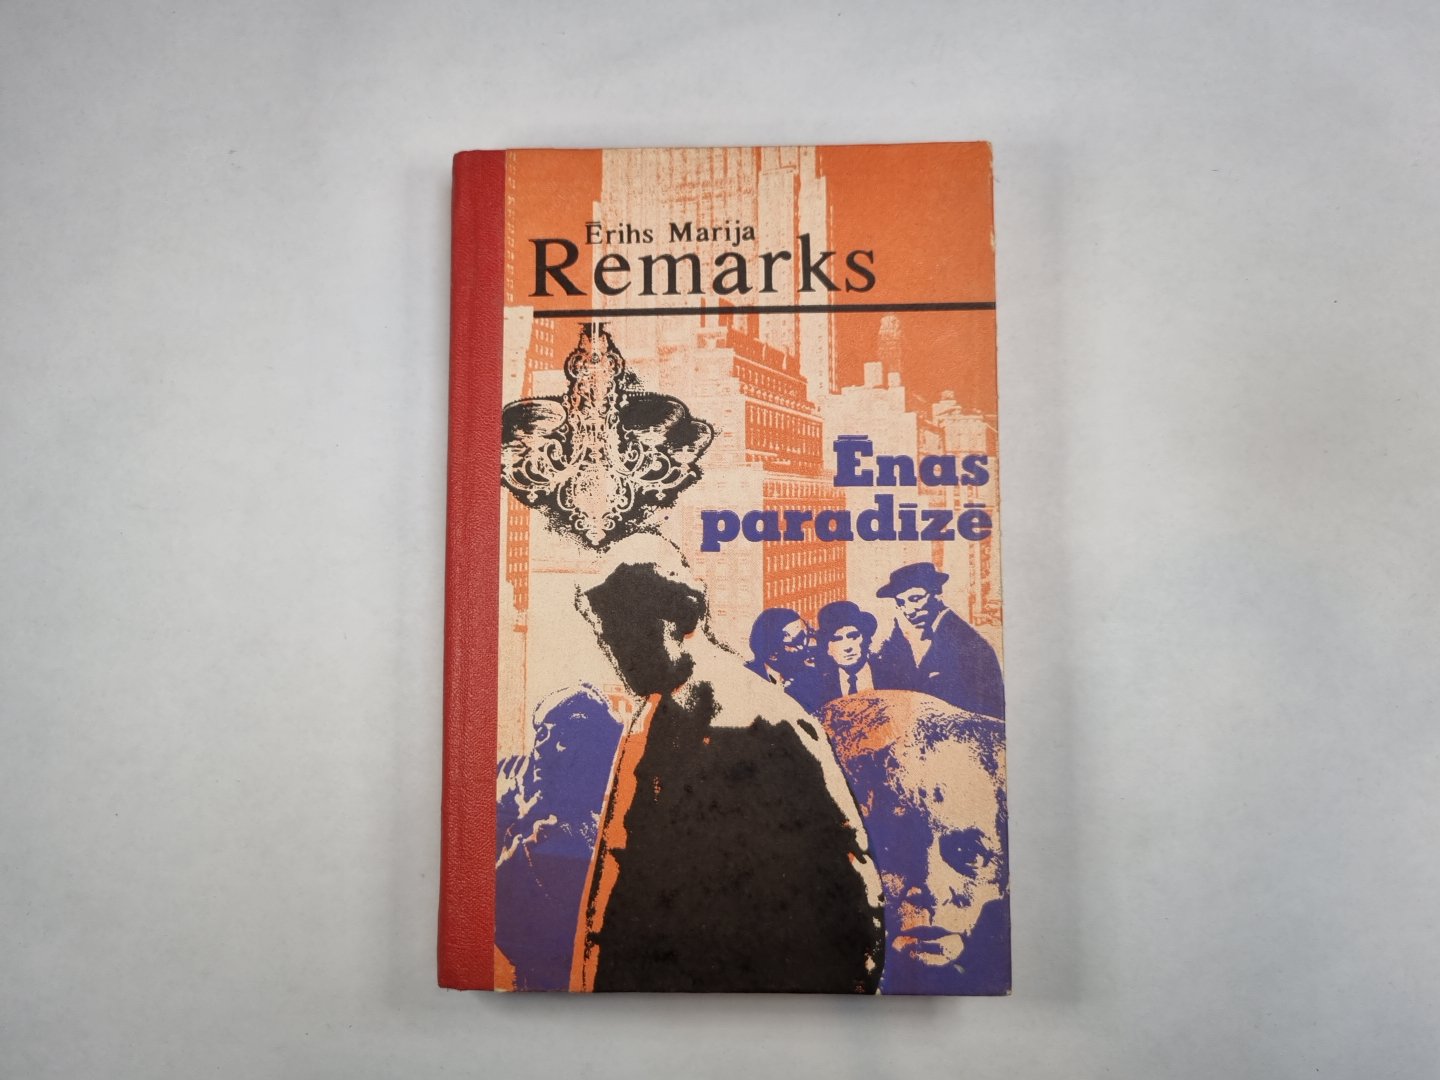 Ērihs Marija
Remarks
Ēnas
paradīzē